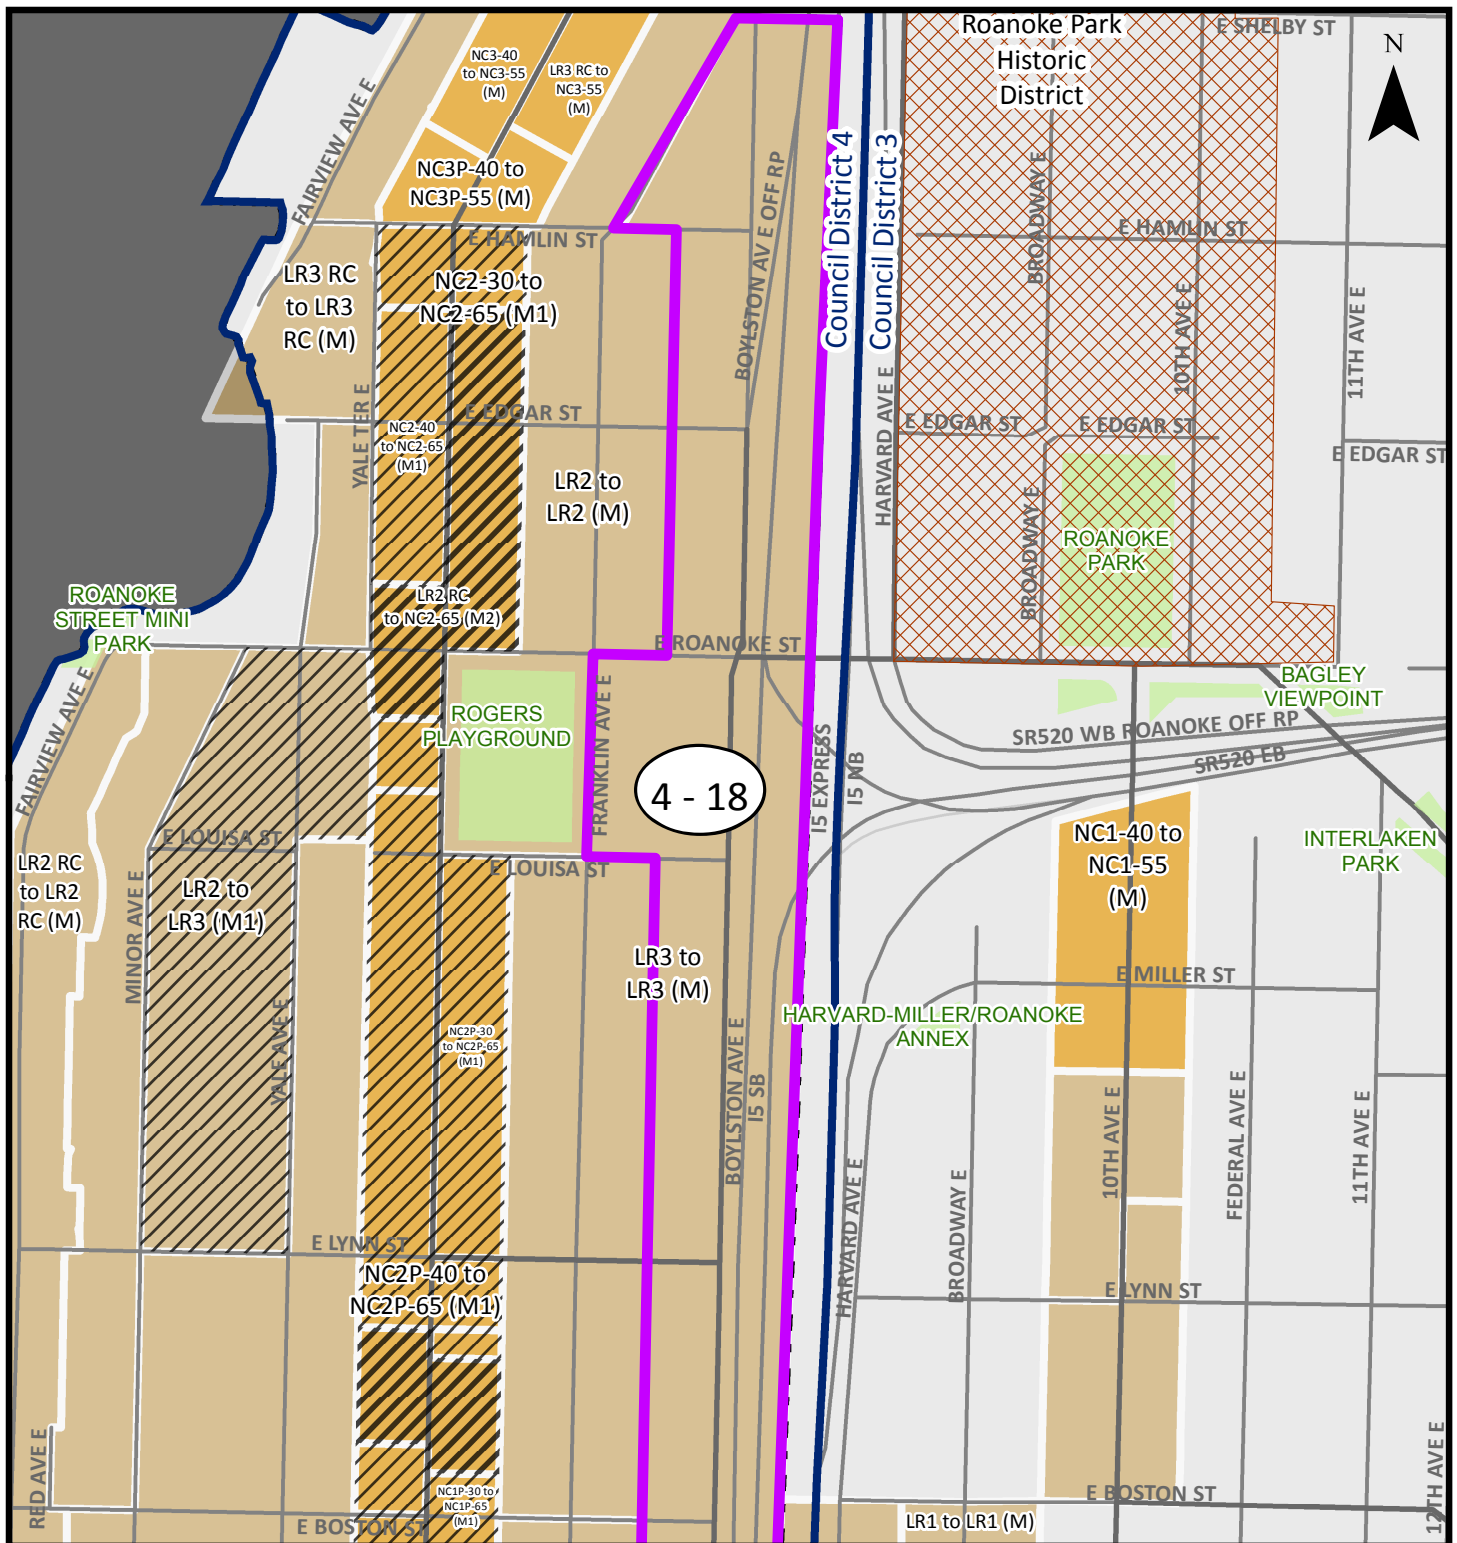 Roanoke Park
Historic
District
E SHELBY ST
N
NC3-40
to NC3-55
(M)
LR3 RC to
NC3-55
(M)
FAIRVIEW AVE E
NC3P-40 to
NC3P-55 (M)
BOYLSTON AV E OFF RP
Council District 4
Council District 3
BROADWAY E
E HAMLIN ST
E HAMLIN ST
LR3 RC
to LR3
RC (M)
NC2-30 to
NC2-65 (M1)
10TH AVE E
11TH AVE E
YALE TER E
E EDGAR ST
HARVARD AVE E
E EDGAR ST
E EDGAR ST
E EDGAR ST
NC2-40
to NC2-65
(M1)
LR2 to
LR2 (M)
BROADWAY E
ROANOKE
PARK
ROANOKE
STREET MINI
PARK
LR2 RC
to NC2-65 (M2)
E ROANOKE ST
FAIRVIEW AVE E
ROGERS
PLAYGROUND
FRANKLIN AVE E
BAGLEY
VIEWPOINT
SR520 WB ROANOKE OFF RP
SR520 EB
4 - 18
I5 EXPRESS
I5 NB
E LOUISA ST
E LOUISA ST
NC1-40 to
NC1-55
(M)
INTERLAKEN
PARK
LR2 RC
to LR2
RC (M)
MINOR AVE E
LR2 to
LR3 (M1)
LR3 to
LR3 (M)
E MILLER ST
HARVARD-MILLER/ROANOKE
ANNEX
YALE AVE E
NC2P-30
to NC2P-65
(M1)
BOYLSTON AVE E
I5 SB
10TH AVE E
FEDERAL AVE E
11TH AVE E
HARVARD AVE E
BROADWAY E
E LYNN ST
NC2P-40 to
NC2P-65 (M1)
E LYNN ST
RED AVE E
NC1P-30 to
NC1P-65
(M1)
E BOSTON ST
E BOSTON ST
LR1 to LR1 (M)
12TH AVE E